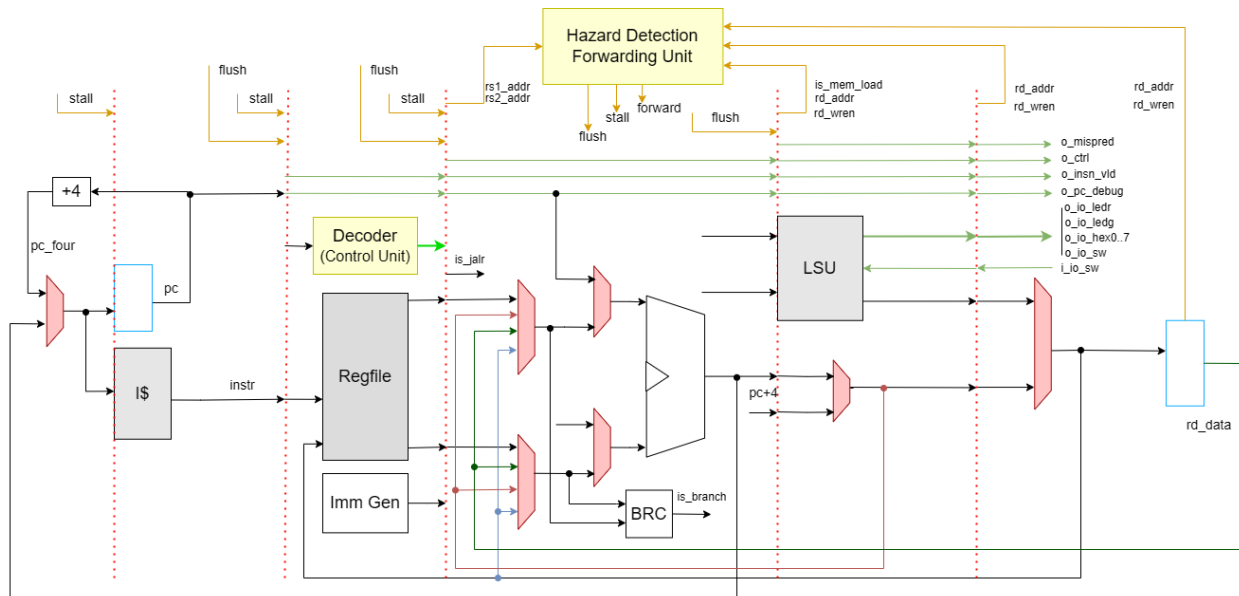 Hazard Detection
Forwarding Unit
flush
flush
stall
stall
stall
rs1_addr
rs2_addr
flush
stall
forward
flush
is_mem_load
rd_addr
rd_wren
rd_addr
rd_wren
rd_addr
rd_wren
o_mispred
o_ctrl
o_insn_vld
o_pc_debug
o_io_ledr
o_io_ledg
o_io_hex0..7
o_io_sw
i_io_sw
+4
pc_four
pc
Decoder
(Control Unit)
is_jalr
LSU
I$
instr
Regfile
pc+4
rd_data
Imm Gen
BRC
is_branch